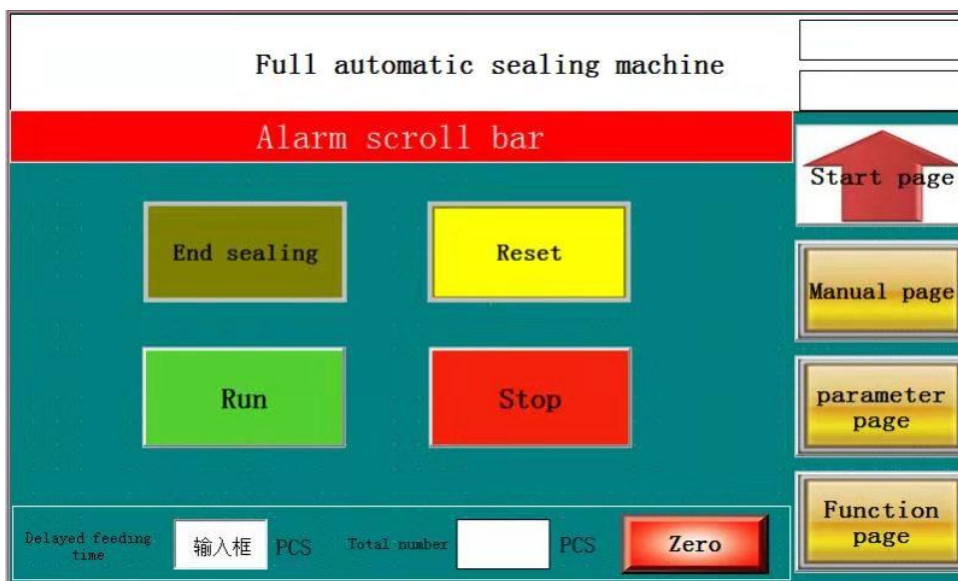 Full automatic sealing machine
Alarm scroll bar
Start page
End sealing
Reset
Manual page
Run
Stop
parameter
page
Function
page
Delayed feeding
time
输入框
PCS
Total number
PCS
Zero